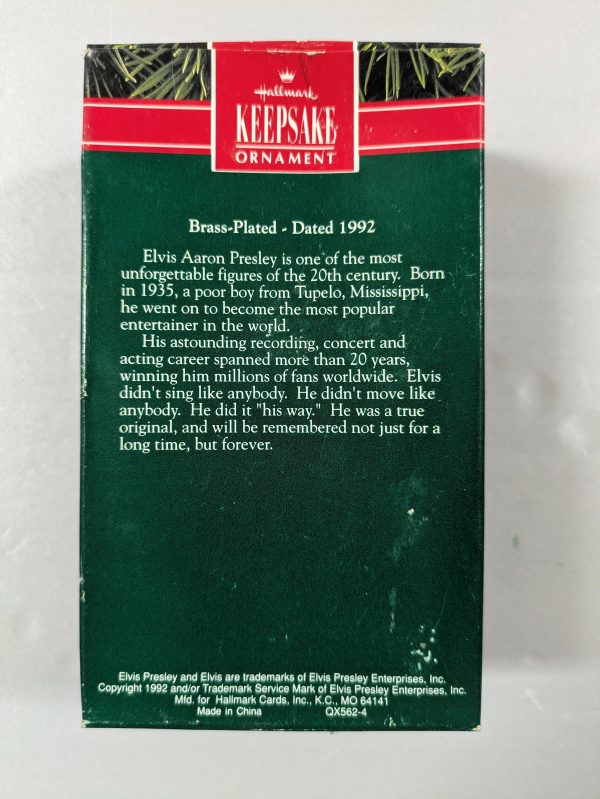 Hallmark
KEEPSAKE
ORNAMENT
Brass-Plated - Dated 1992
Elvis Aaron Presley is one of the most
unforgettable figures of the 20th century. Born
in 1935, a poor boy from Tupelo, Mississippi,
he went on to become the most popular
entertainer in the world.
His astounding recording, concert and
acting career spanned more than 20 years,
winning him millions of fans worldwide. Elvis
didn't sing like anybody. He didn't move like
anybody. He did it "his way." He was a true
original, and will be remembered not just for a
long time, but forever.
Elvis Presley and Elvis are trademarks of Elvis Presley Enterprises, Inc.
Copyright 1992 and/or Trademark Service Mark of Elvis Presley Enterprises, Inc.
Mfd. for Hallmark Cards, Inc., K.C., MO 64141
Made in China QX562-4